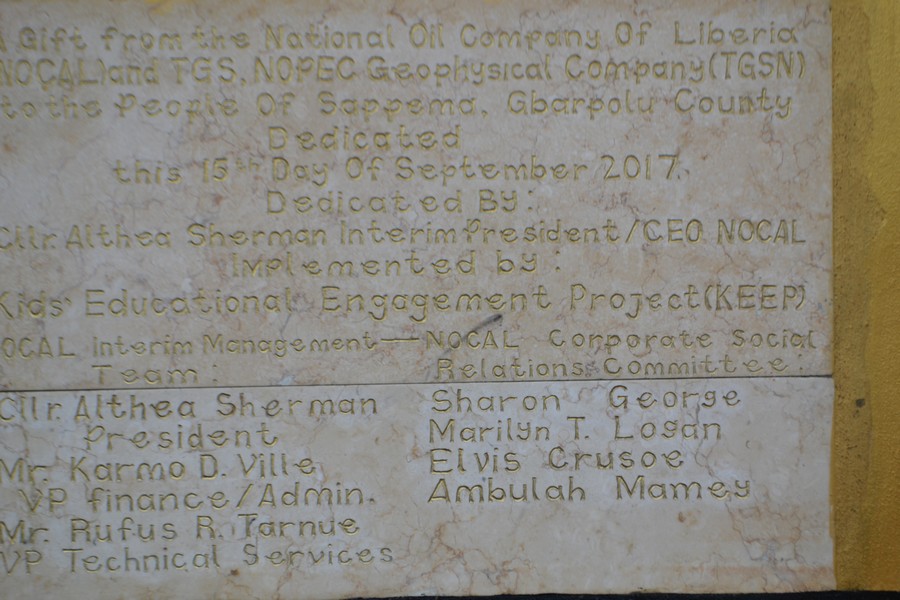 A Gift from the National Oil Company Of Liberia
NOCAL)and TGS. NOPEC Geophysical Company(TGSN)
to the People Of Sappema. Gbarpolu County
Dedicated
this 15th Day Of September 2017.
Dedicated By:
Cllr. Althea Sherman Interim President/CEO NOCAL
Implemented by:
Kids' Educational Engagement Project(KEEP)
OCAL Interim Management—NOCAL Corporate Social
Team: Relations Committee:
Cllr. Althea Sherman Sharon George
President Marilyn T. Logan
Mr. Karmo D. Ville Elvis Crusoe
VP finance/Admin. Ambulah Mamey
Mr. Rufus R. Tarnue
VP Technical Services